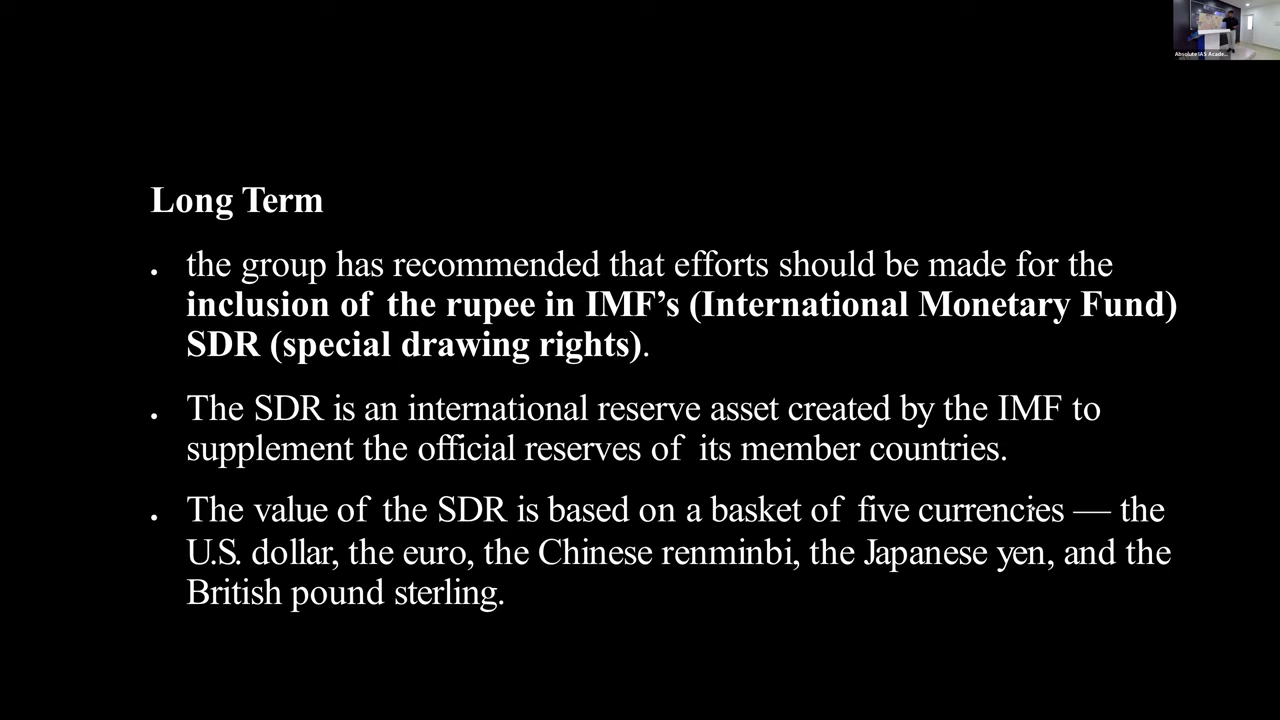 Absolute IAS Acade...
Long Term
• the group has recommended that efforts should be made for the
inclusion of the rupee in IMF’s (International Monetary Fund)
SDR (special drawing rights).
• The SDR is an international reserve asset created by the IMF to
supplement the official reserves of its member countries.
• The value of the SDR is based on a basket of five currencies — the
U.S. dollar, the euro, the Chinese renminbi, the Japanese yen, and the
British pound sterling.